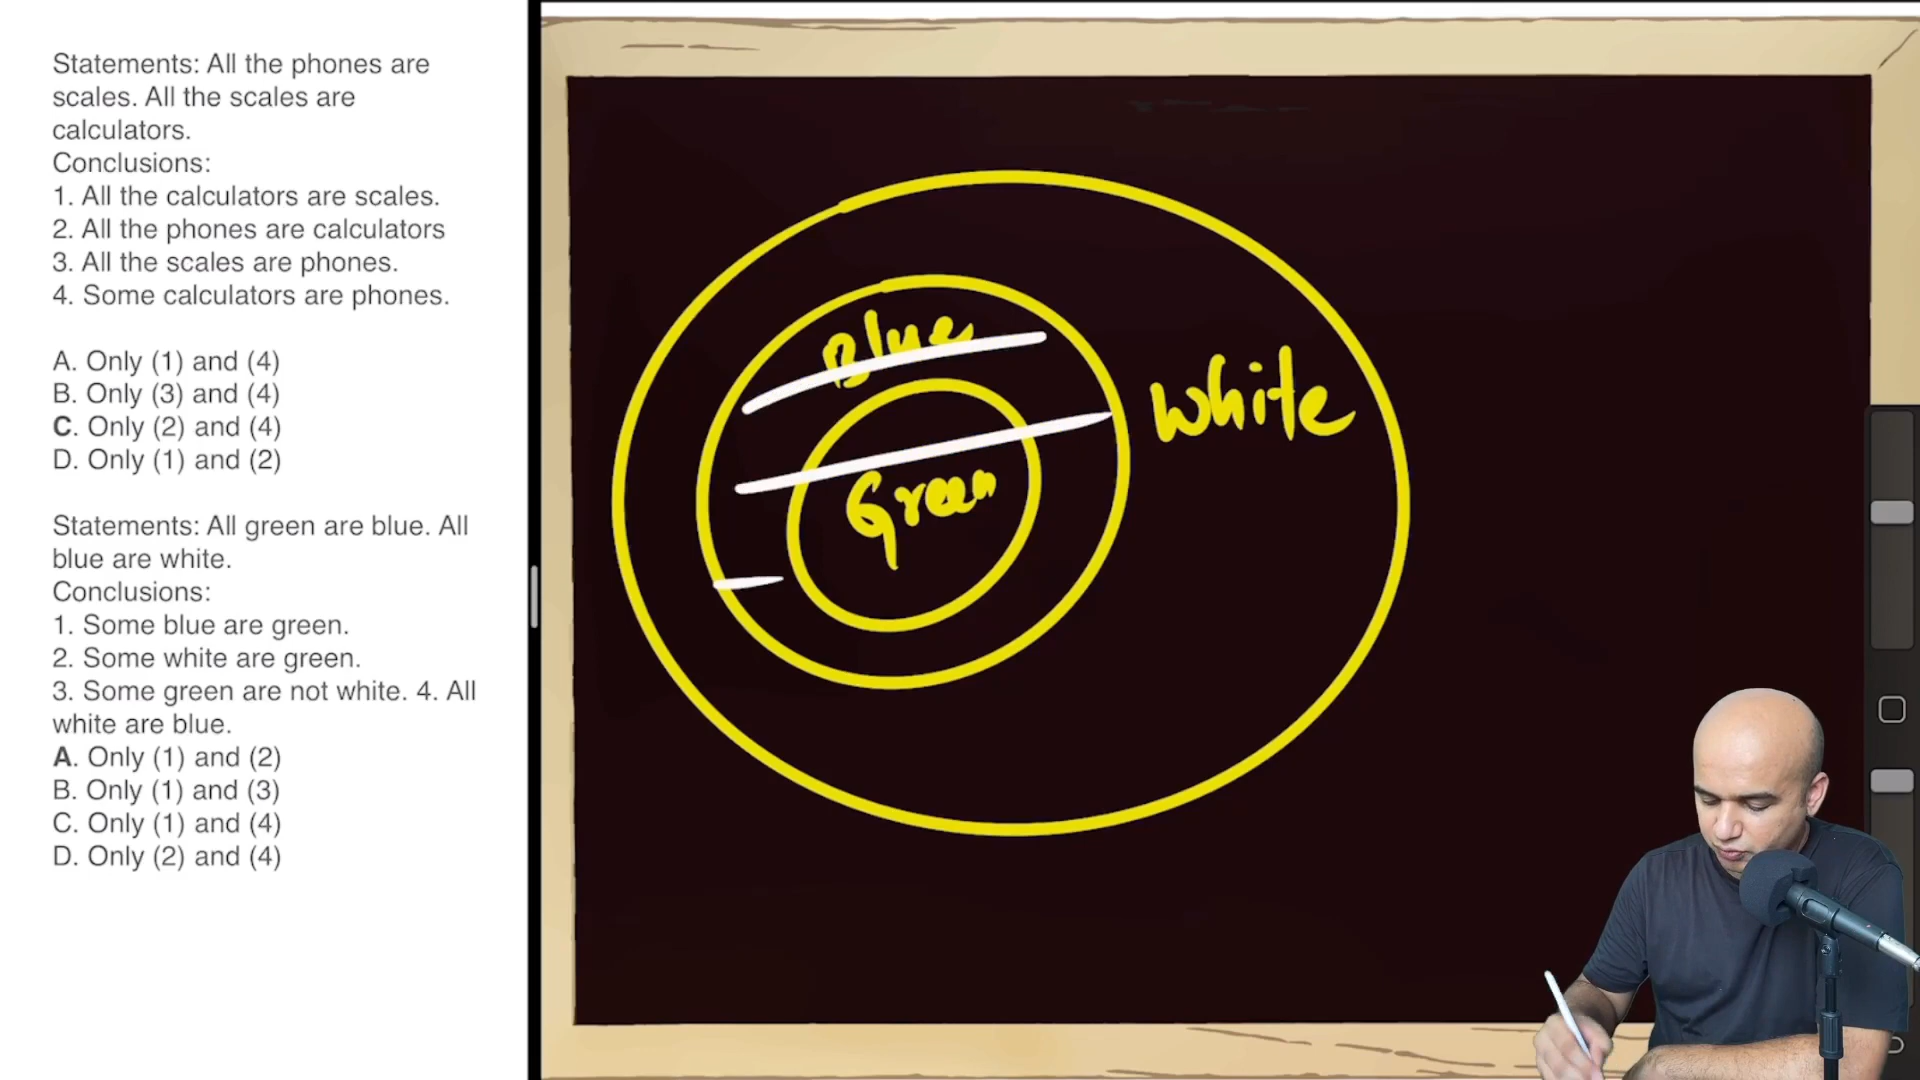 Statements: All the phones are
scales. All the scales are
calculators.
Conclusions:
1. All the calculators are scales.
2. All the phones are calculators
3. All the scales are phones.
4. Some calculators are phones.
A. Only (1) and (4)
B. Only (3) and (4)
C. Only (2) and (4)
D. Only (1) and (2)
Statements: All green are blue. All
blue are white.
Conclusions:
1. Some blue are green.
2. Some white are green.
3. Some green are not white. 4. All
white are blue.
A. Only (1) and (2)
B. Only (1) and (3)
C. Only (1) and (4)
D. Only (2) and (4)
Blue
White
Green